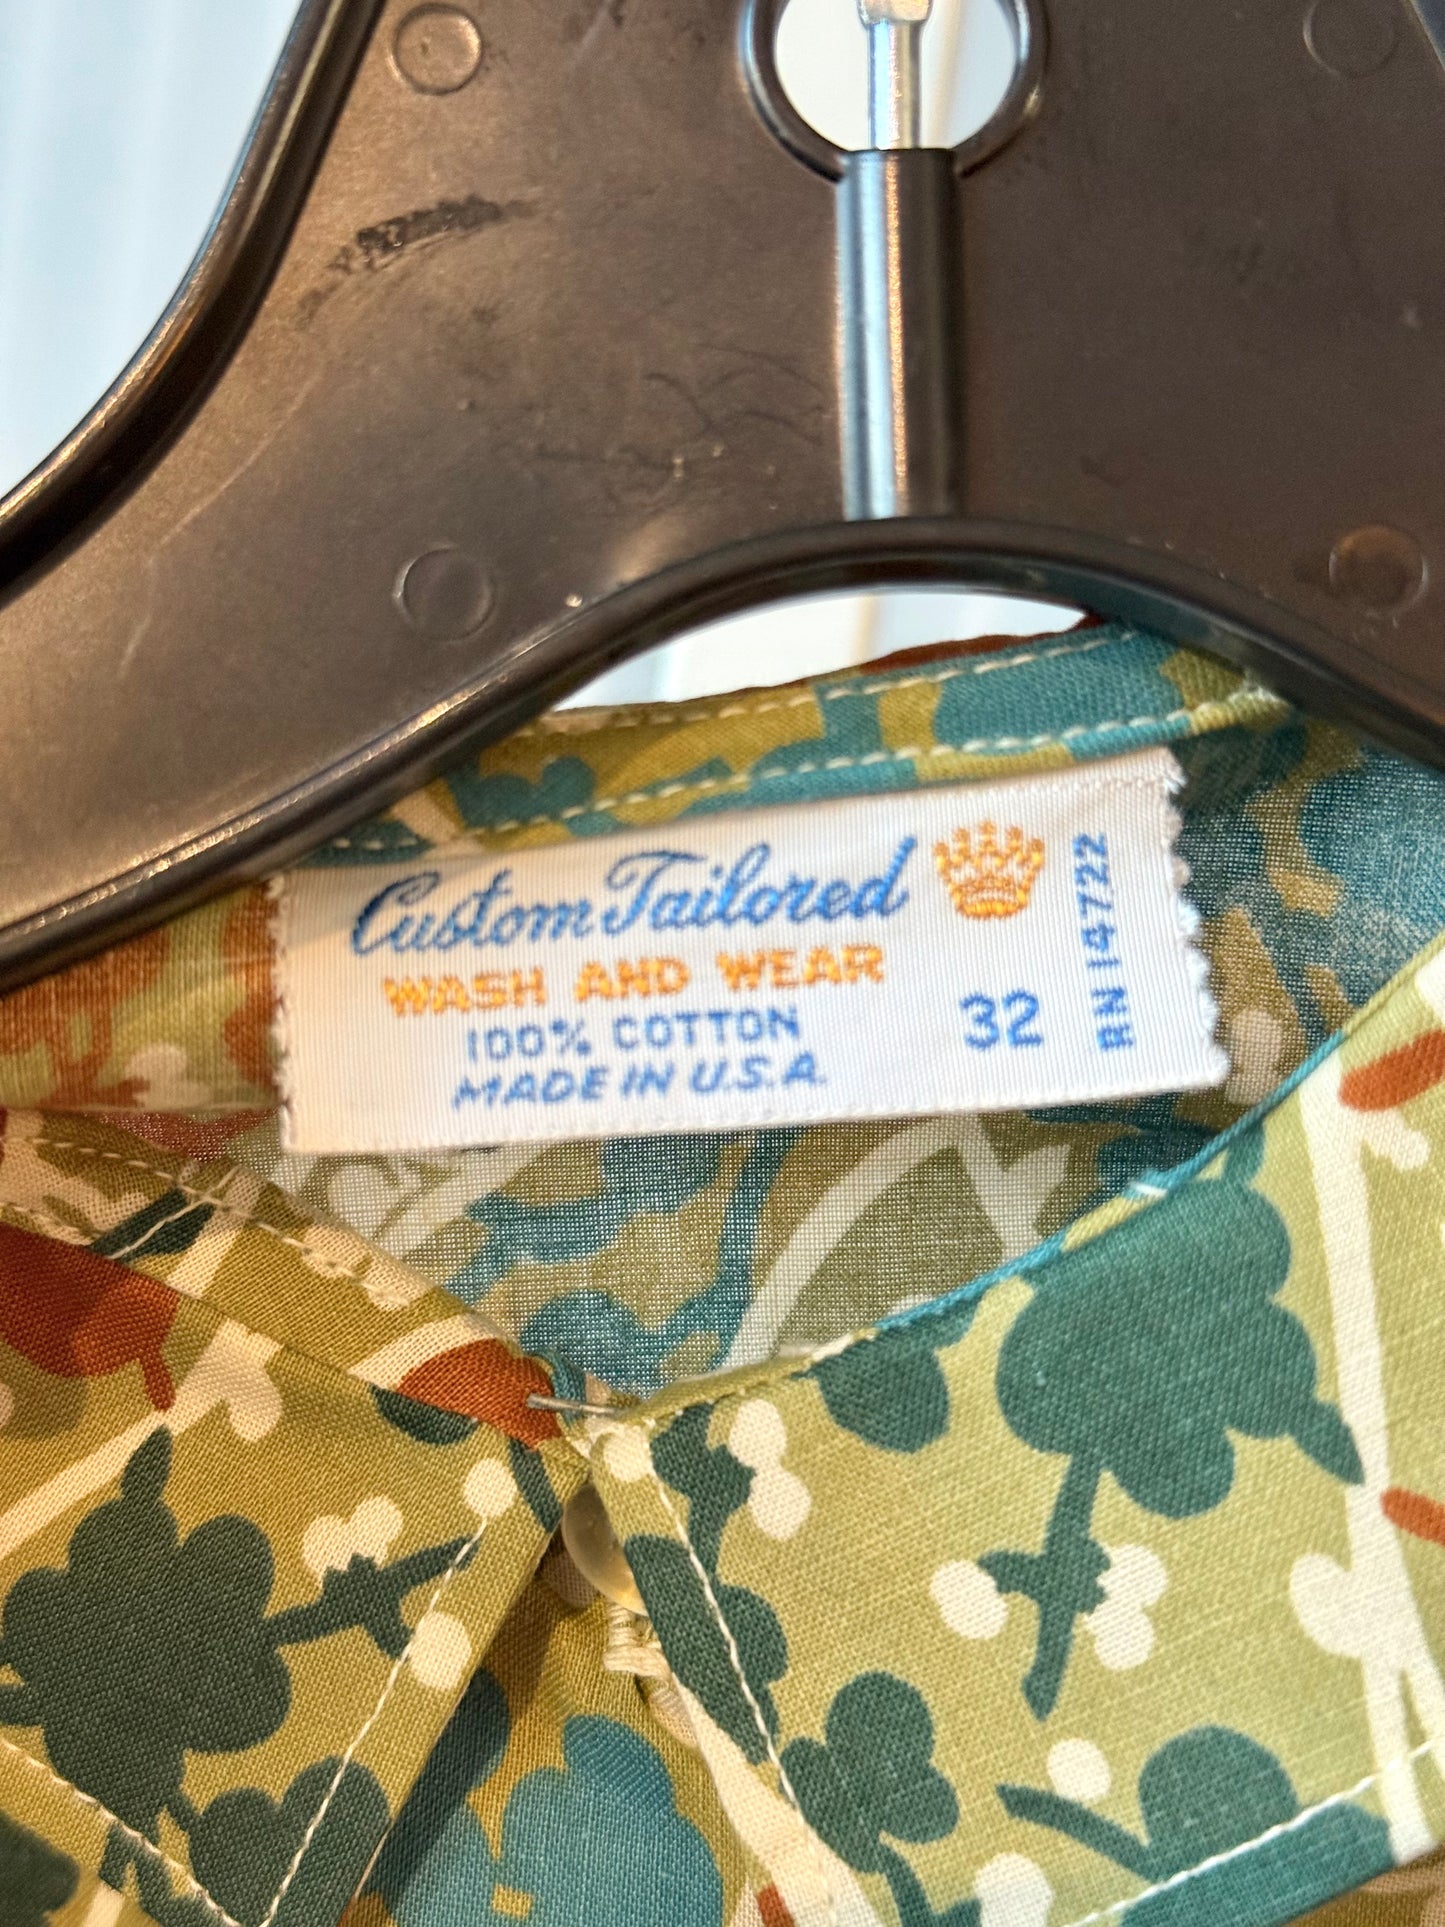 Custom Tailored
WASH AND WEAR
100% COTTON
MADE IN U.S.A.
32
RN 14722